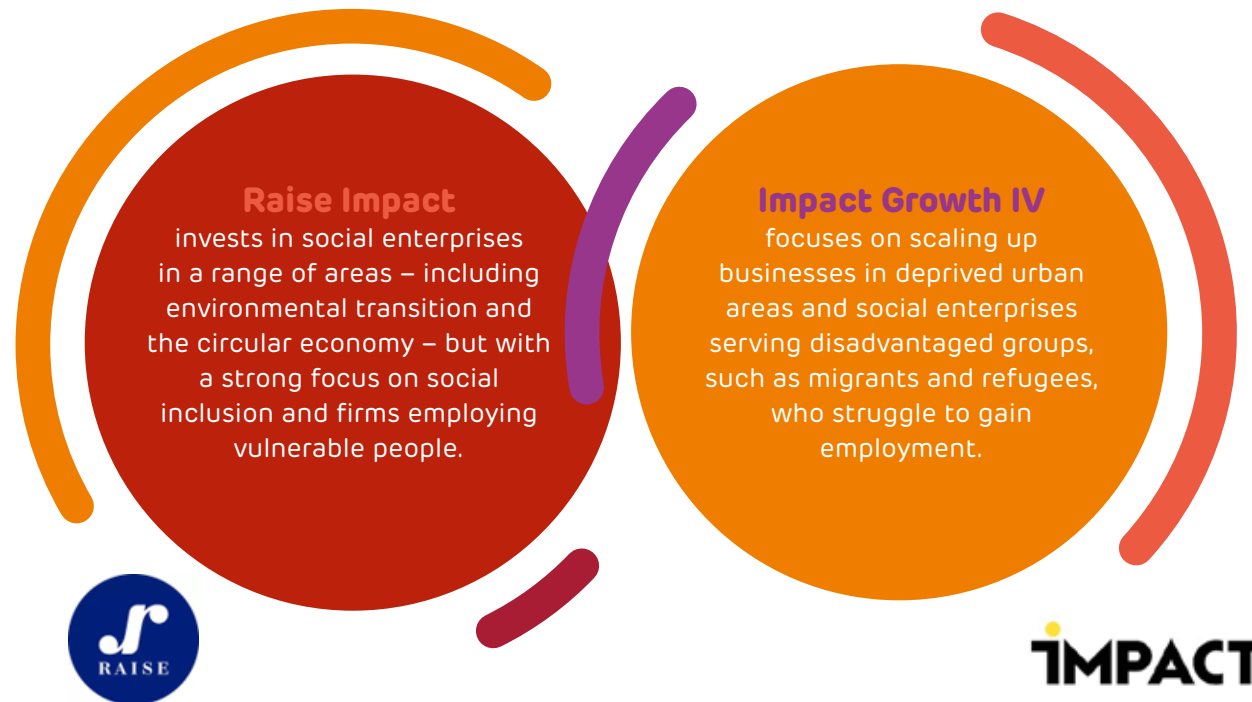 Raise Impact
invests in social enterprises
in a range of areas – including
environmental transition and
the circular economy – but with
a strong focus on social
inclusion and firms employing
vulnerable people.
Impact Growth IV
focuses on scaling up
businesses in deprived urban
areas and social enterprises
serving disadvantaged groups,
such as migrants and refugees,
who struggle to gain
employment.
RAISE
IMPACT